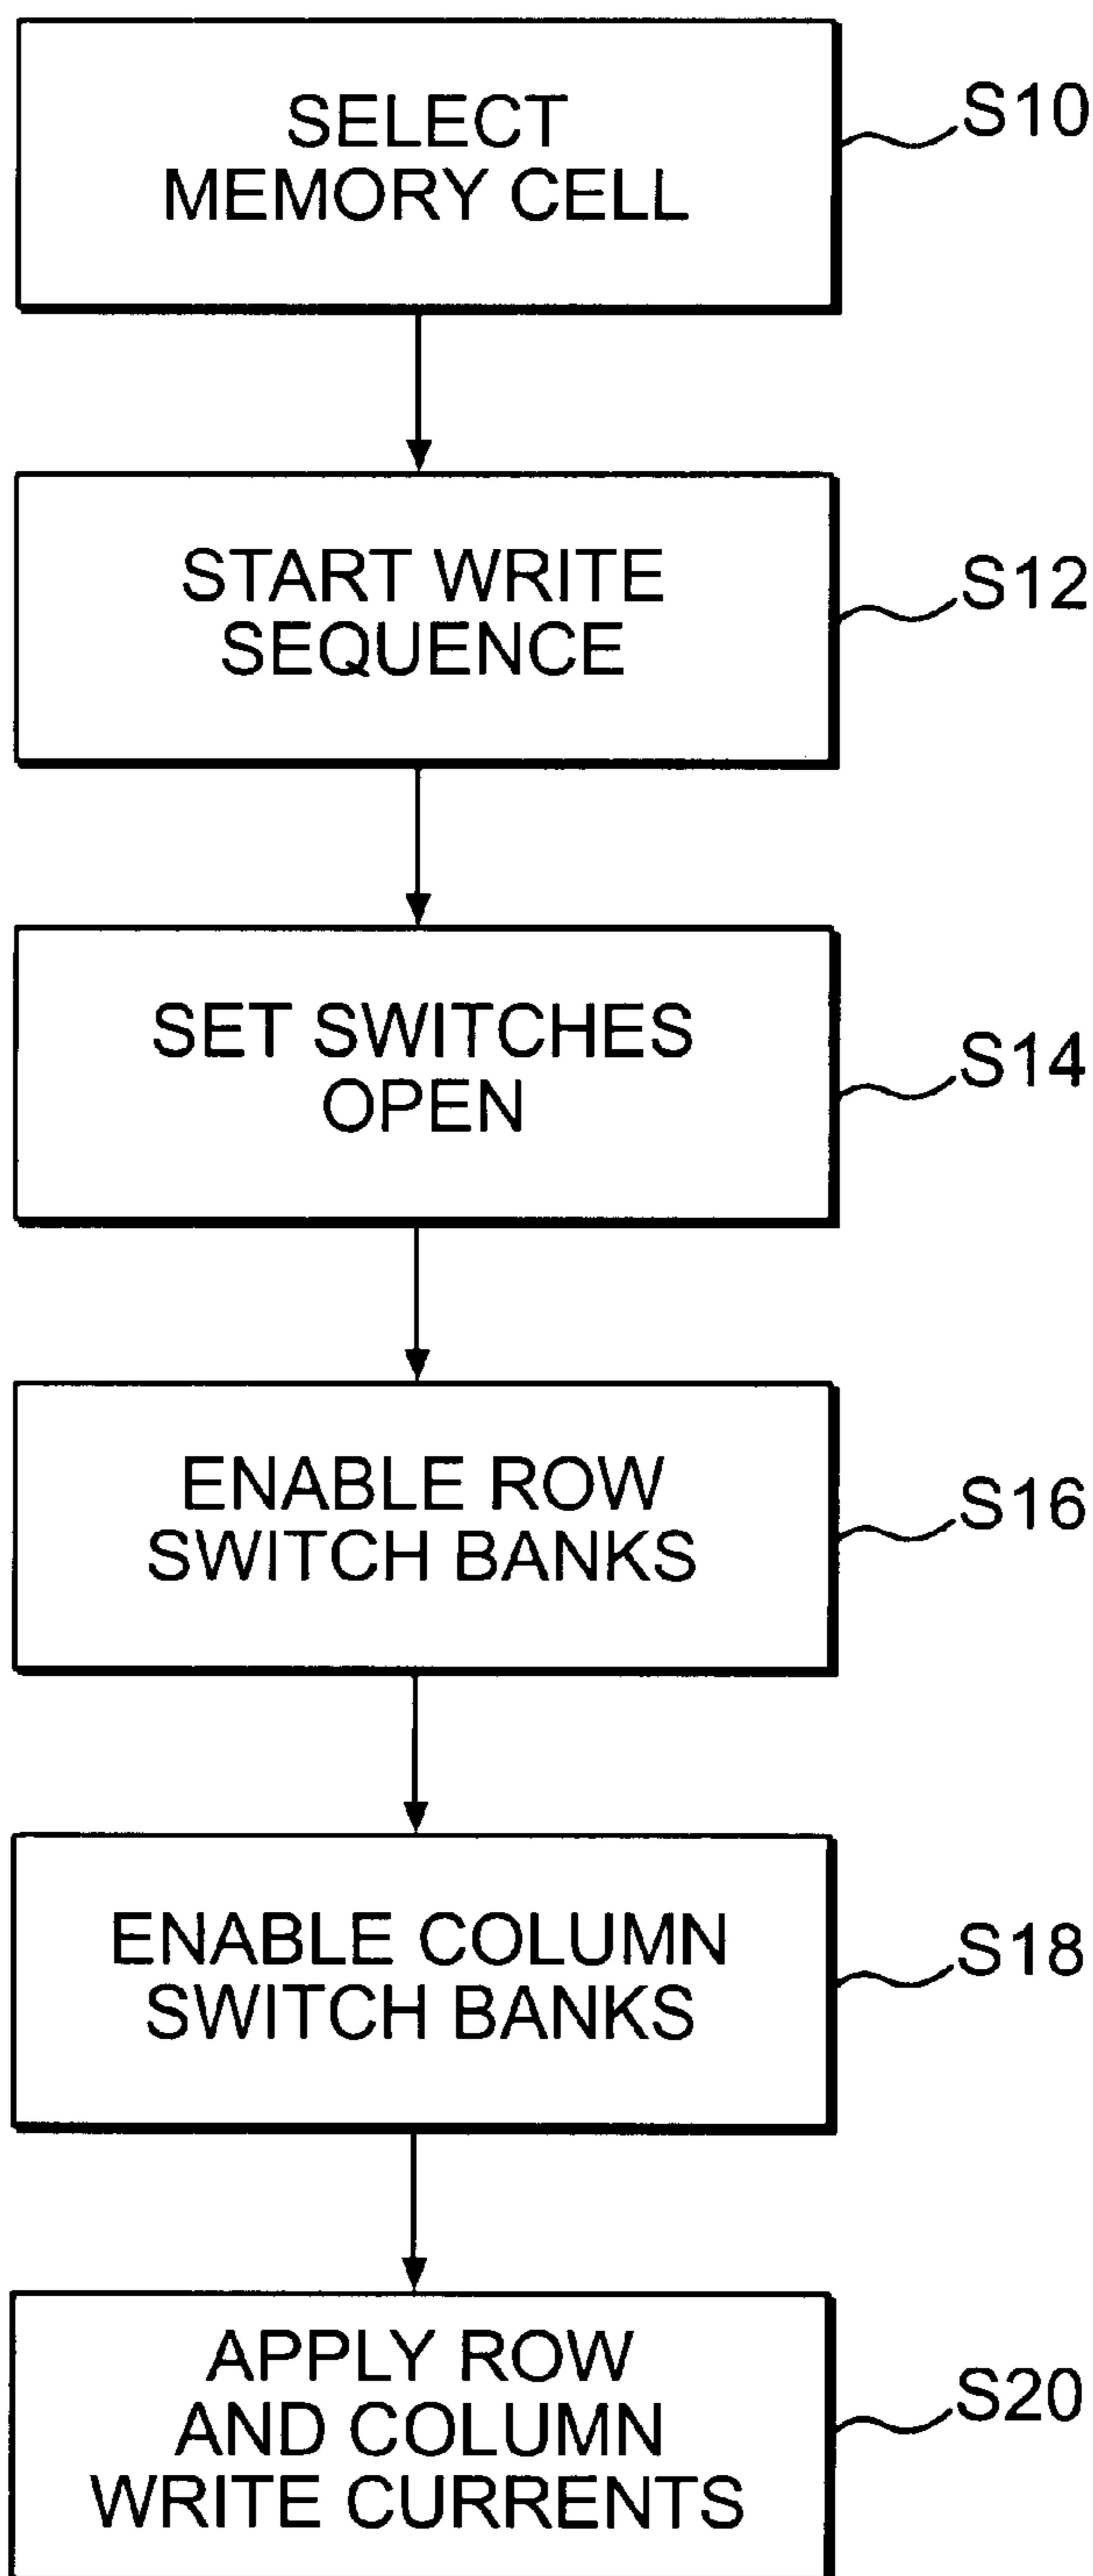 SELECT
MEMORY CELL
S10
START WRITE
SEQUENCE
S12
SET SWITCHES
OPEN
S14
ENABLE ROW
SWITCH BANKS
S16
ENABLE COLUMN
SWITCH BANKS
S18
APPLY ROW
AND COLUMN
WRITE CURRENTS
S20